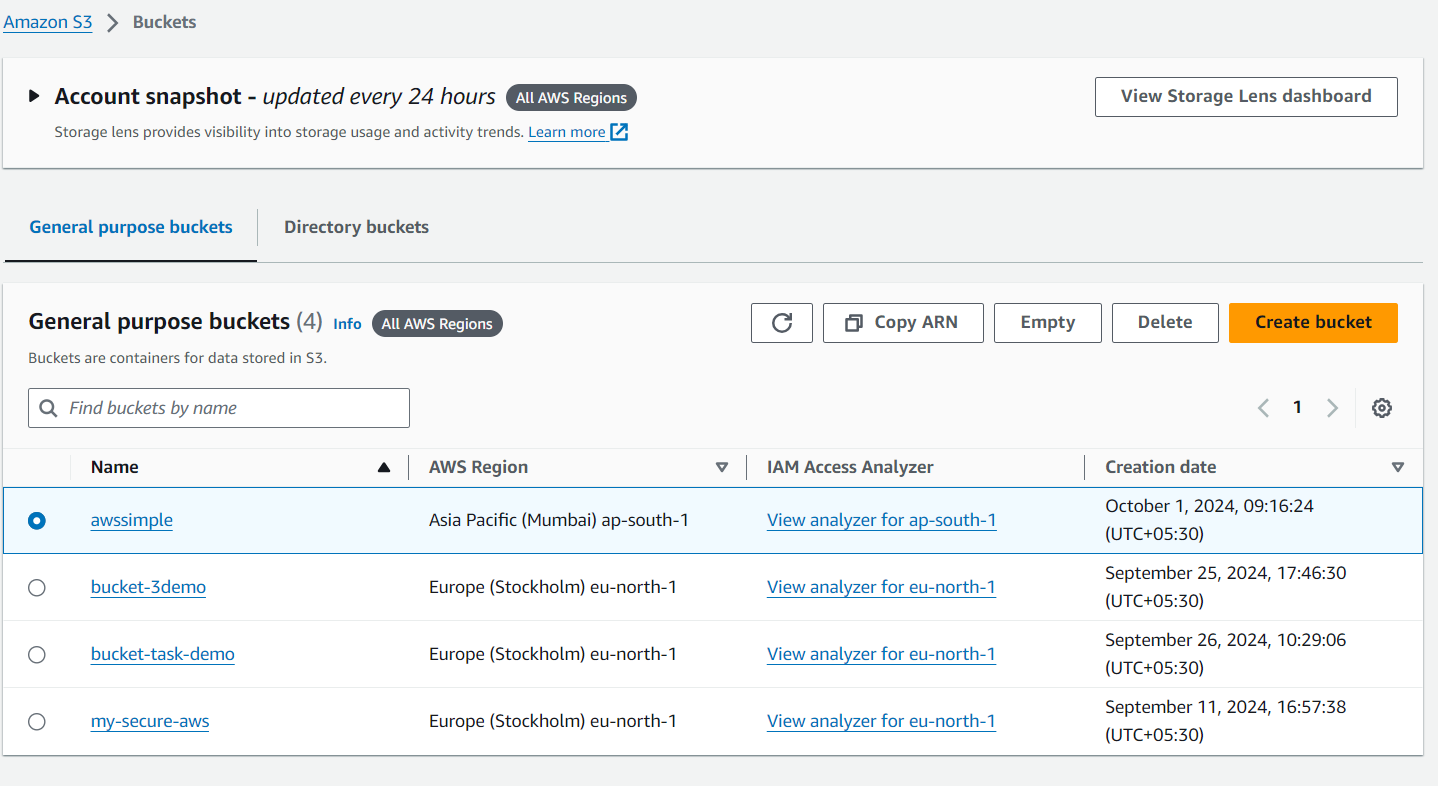 Amazon S3 > Buckets
Account snapshot - updated every 24 hours All AWS Regions
View Storage Lens dashboard
Storage lens provides visibility into storage usage and activity trends. Learn more
General purpose buckets Directory buckets
General purpose buckets (4) Info All AWS Regions
Copy ARN Empty Delete Create bucket
Buckets are containers for data stored in S3.
Find buckets by name
1
Name AWS Region IAM Access Analyzer Creation date
awssimple Asia Pacific (Mumbai) ap-south-1 View analyzer for ap-south-1 October 1, 2024, 09:16:24
(UTC+05:30)
bucket-3demo Europe (Stockholm) eu-north-1 View analyzer for eu-north-1 September 25, 2024, 17:46:30
(UTC+05:30)
bucket-task-demo Europe (Stockholm) eu-north-1 View analyzer for eu-north-1 September 26, 2024, 10:29:06
(UTC+05:30)
my-secure-aws Europe (Stockholm) eu-north-1 View analyzer for eu-north-1 September 11, 2024, 16:57:38
(UTC+05:30)